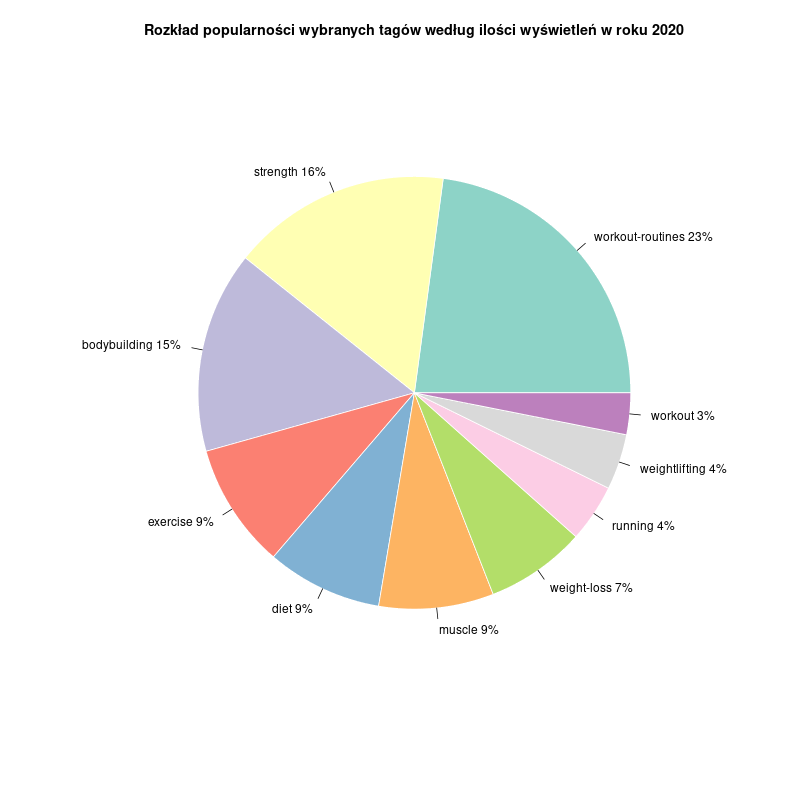 Rozkład popularności wybranych tagów według ilości wyświetleń w roku 2020
strength 16%
workout-routines 23%
bodybuilding 15%
workout 3%
weightlifting 4%
exercise 9%
running 4%
weight-loss 7%
diet 9%
muscle 9%